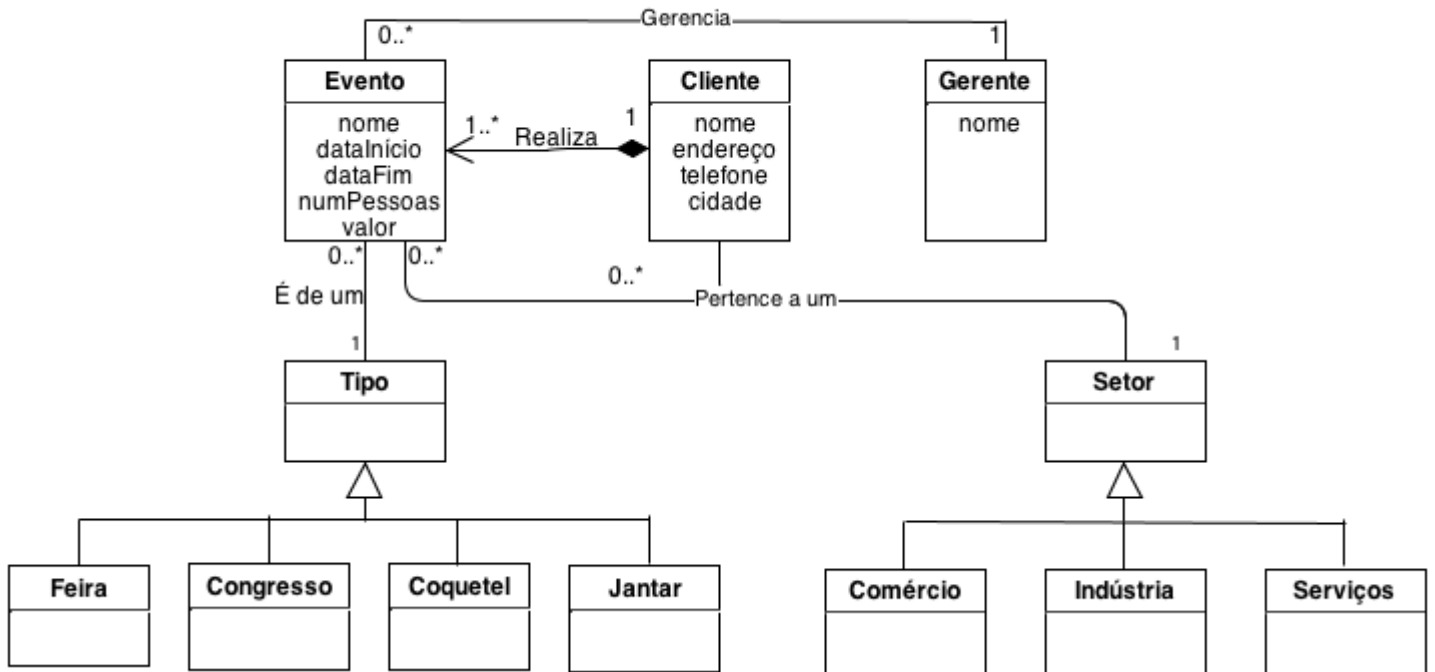 Gerencia
0..*
1
Evento
Cliente
Gerente
nome
dataInício
dataFim
numPessoas
valor
1..*
Realiza
1
nome
endereço
telefone
cidade
nome
0..*
0..*
0..*
É de um
Pertence a um
1
1
Tipo
Setor
Feira
Congresso
Coquetel
Jantar
Comércio
Indústria
Serviços